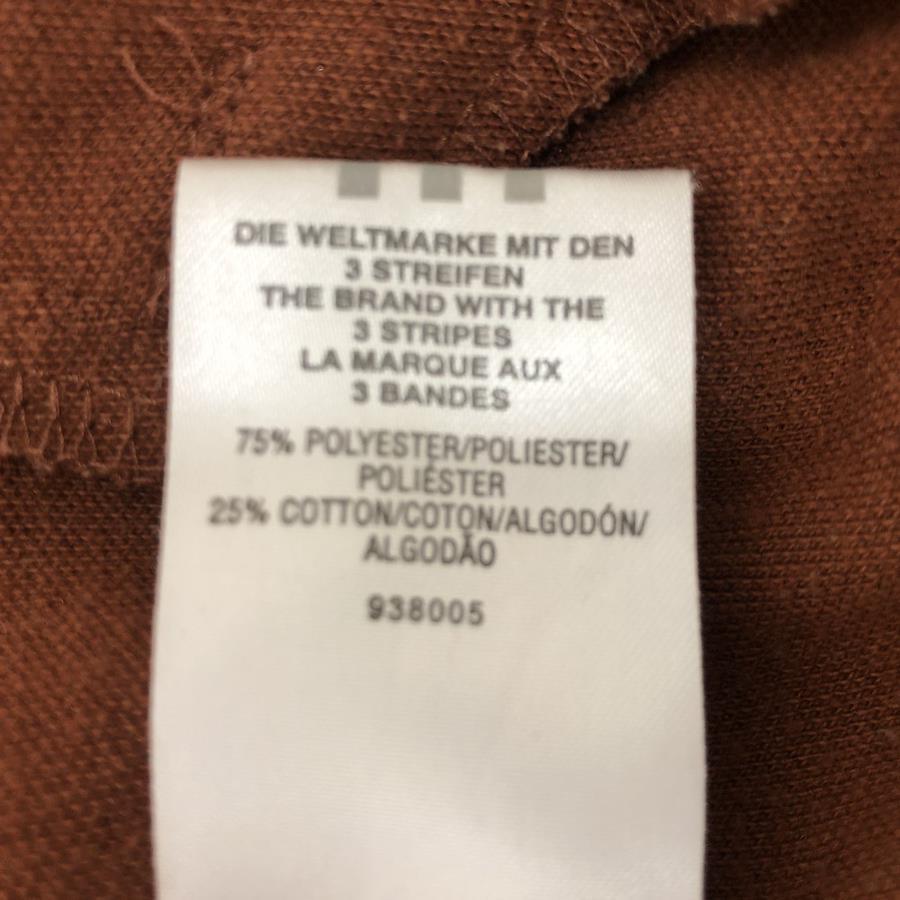 DIE WELTMARKE MIT DEN
3 STREIFEN
THE BRAND WITH THE
3 STRIPES
LA MARQUE AUX
3 BANDES
75% POLYESTER/POLIESTER/
POLIÉSTER
25% COTTON/COTON/ALGODÓN/
ALGODÃO
938005